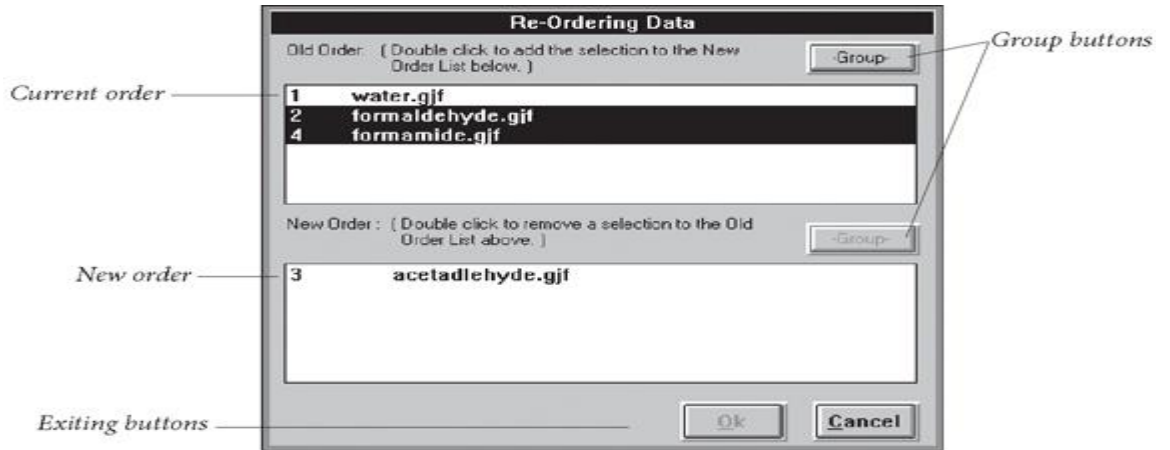 Re-Ordering Data
Old Order: ( Double click to add the selection to the New
Order List below. )
-Group-
Group buttons
Current order
1 water.gjf
2 formaldehyde.gjf
4 formamide.gjf
New Order : ( Double click to remove a selection to the Old
Order List above. )
-Group-
New order
3 acetadlehyde.gjf
Exiting buttons
Ok
Cancel